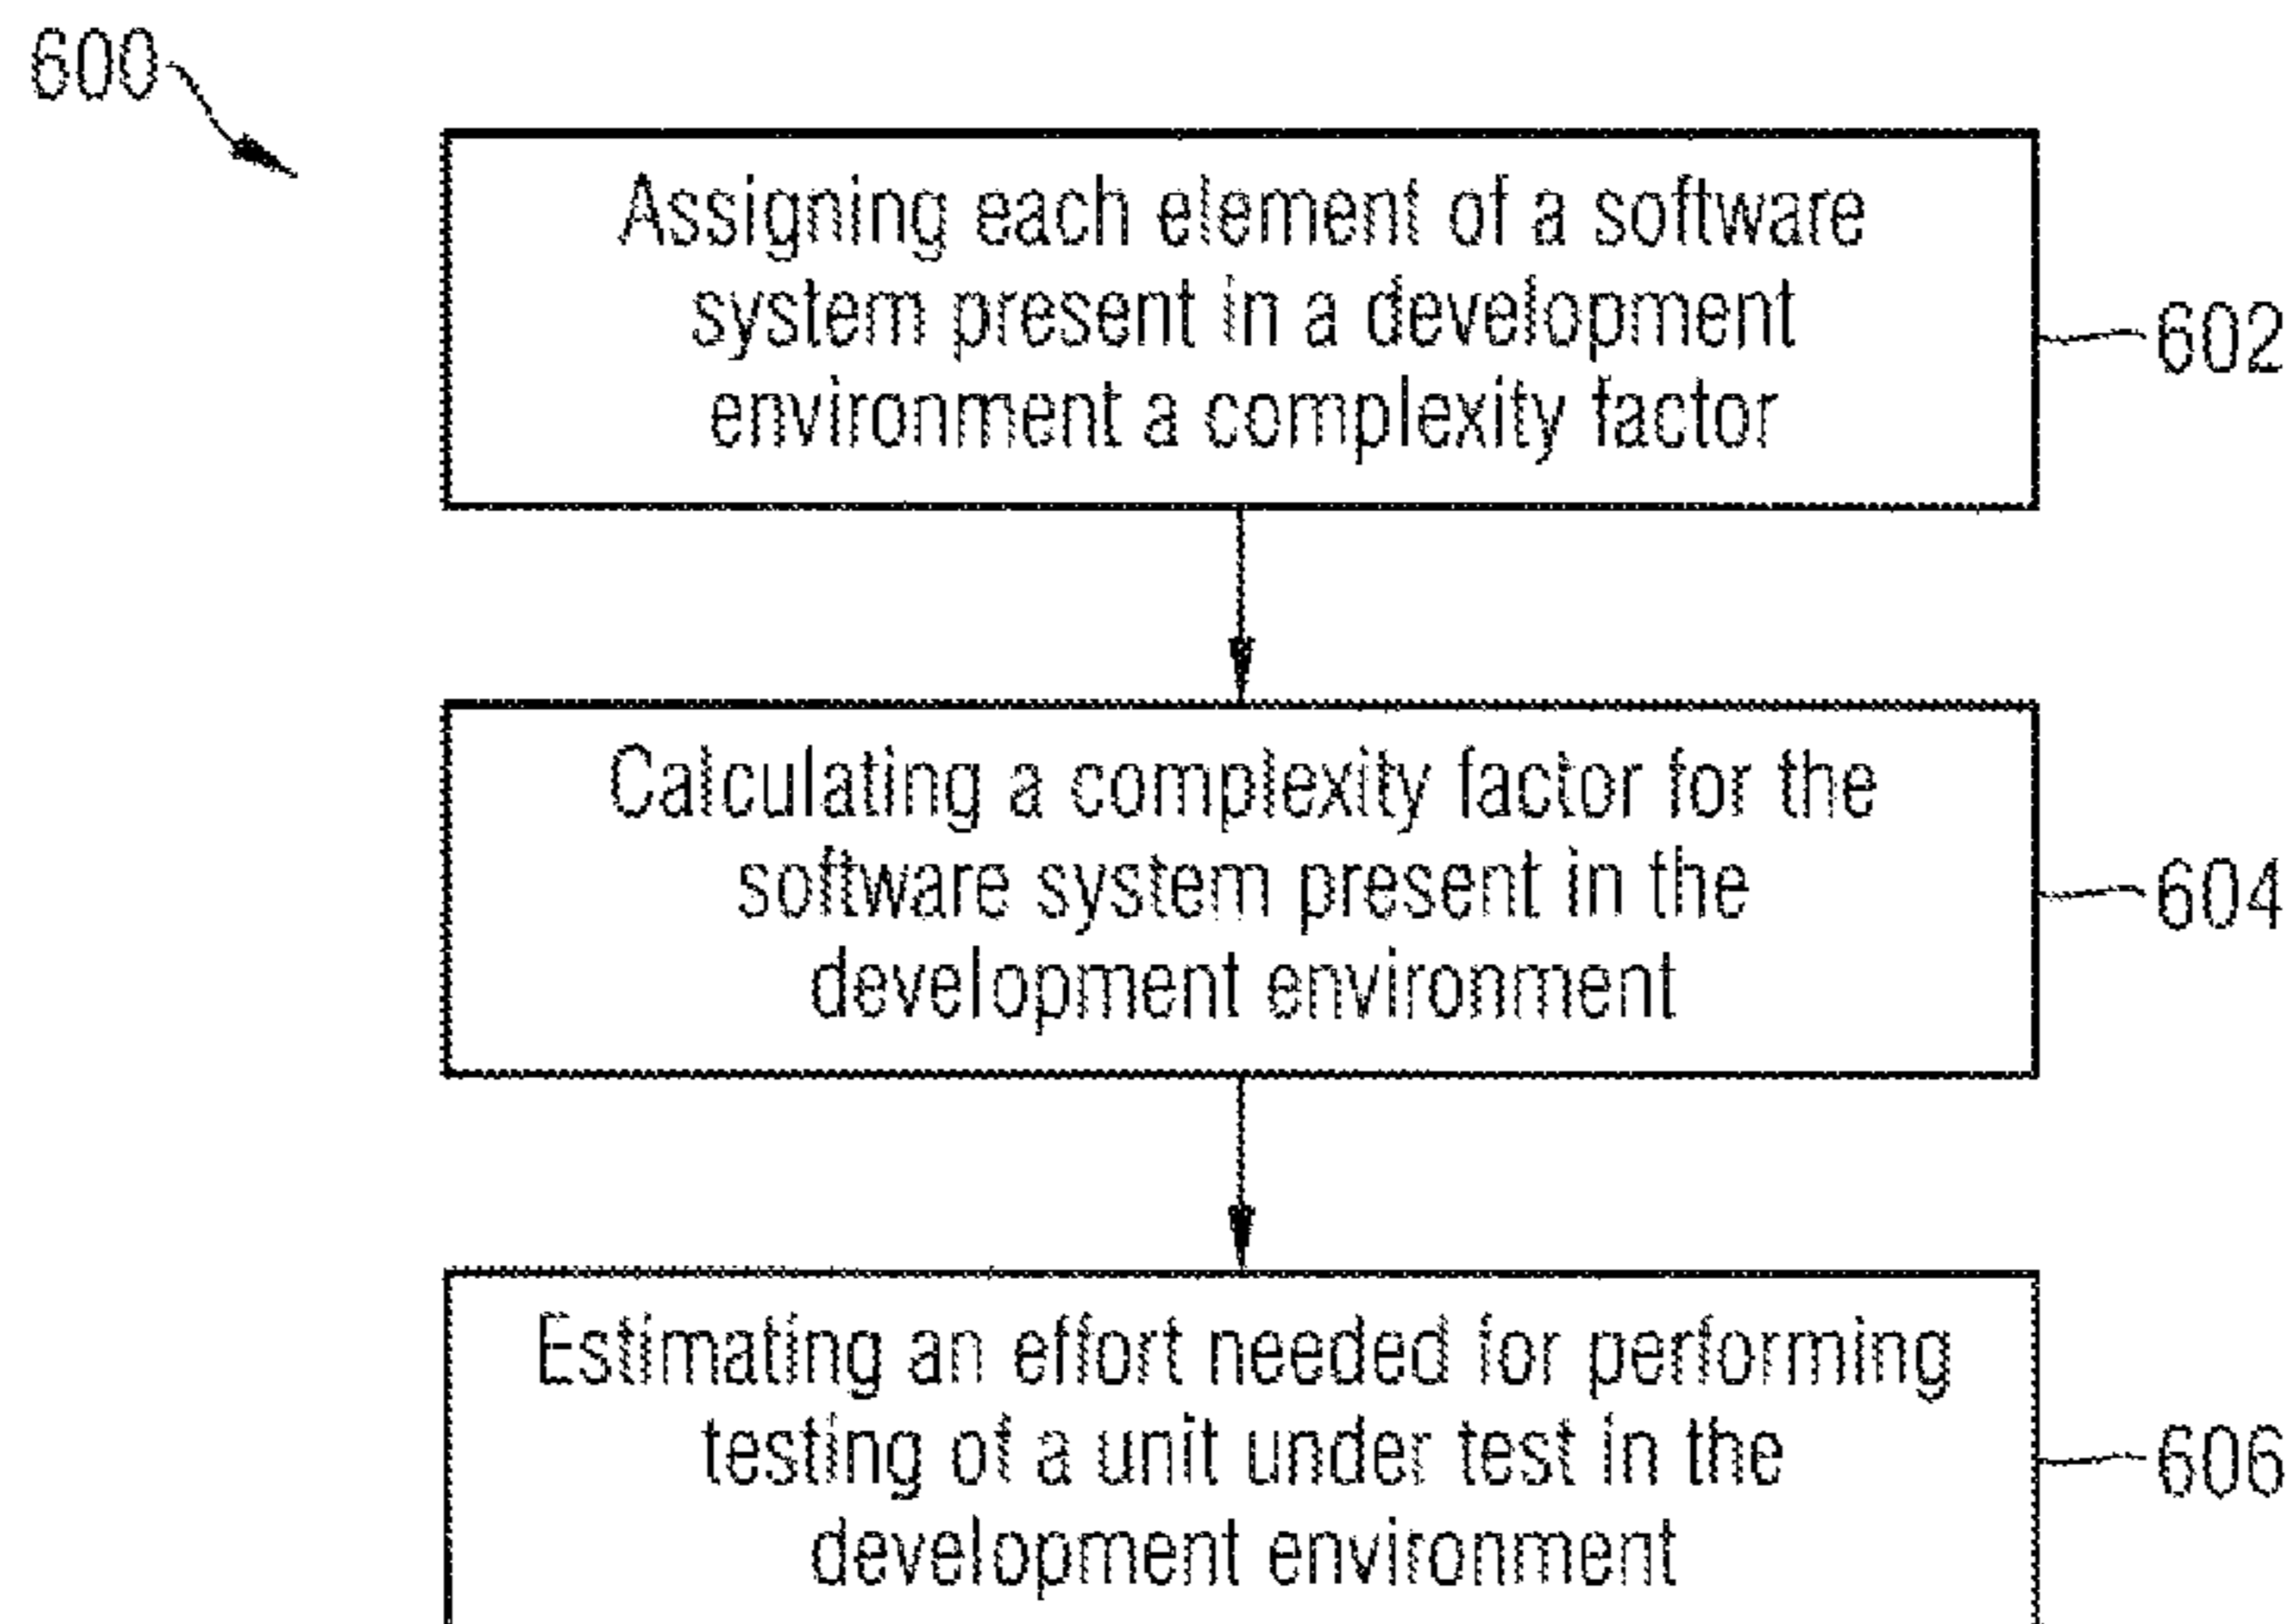 600
Assigning each element of a software
system present in a development
environment a complexity factor
602
Calculating a complexity factor for the
software system present in the
development environment
604
Estimating an effort needed for performing
testing of a unit under test in the
development environment
606